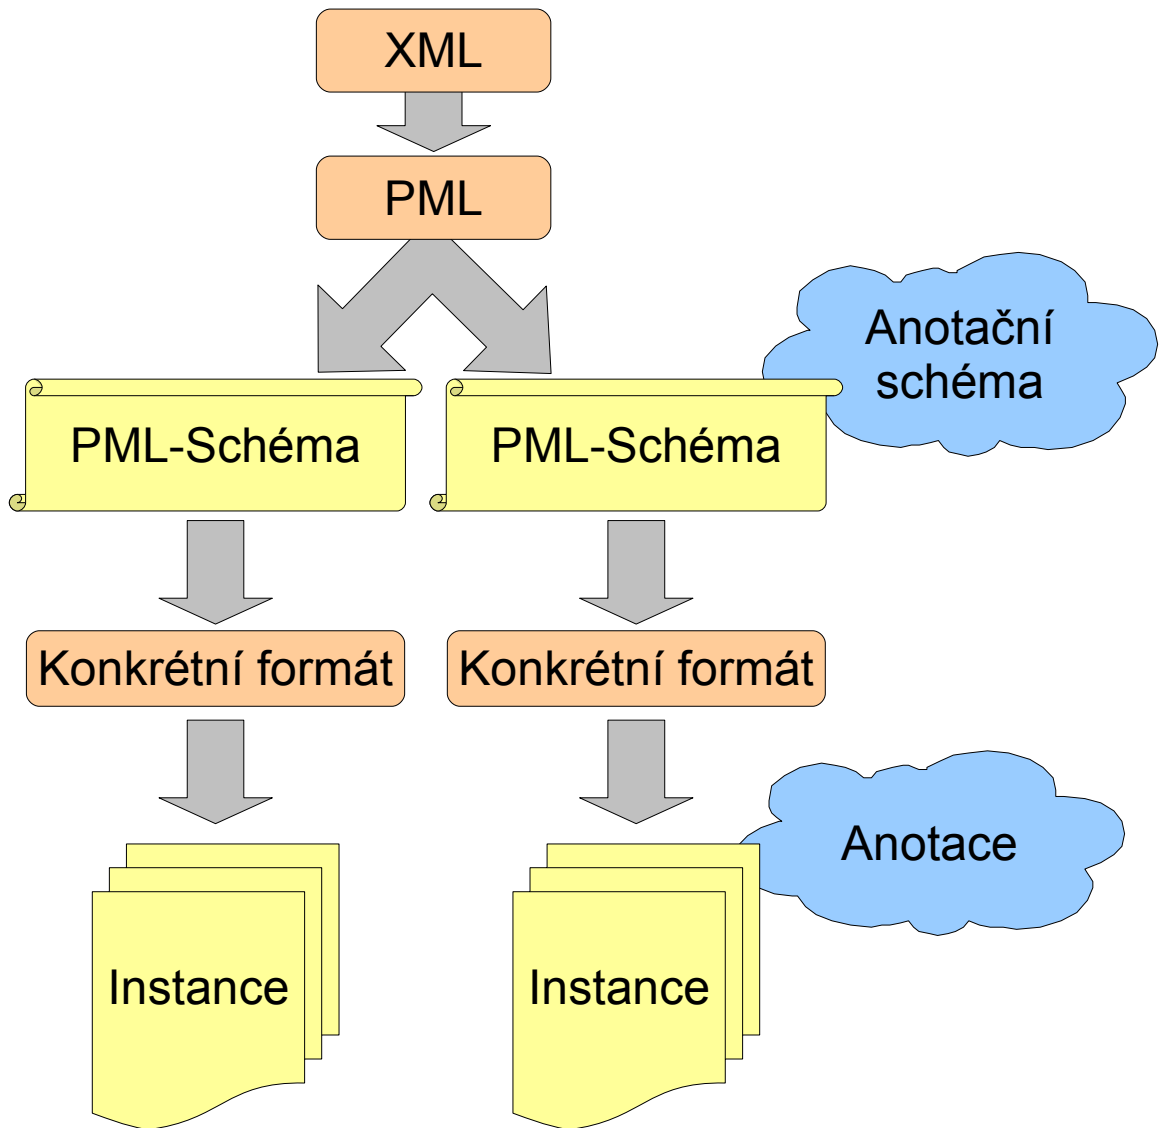 XML
PML
Anotační
schéma
PML-Schéma
PML-Schéma
Konkrétní formát
Konkrétní formát
Anotace
Instance
Instance